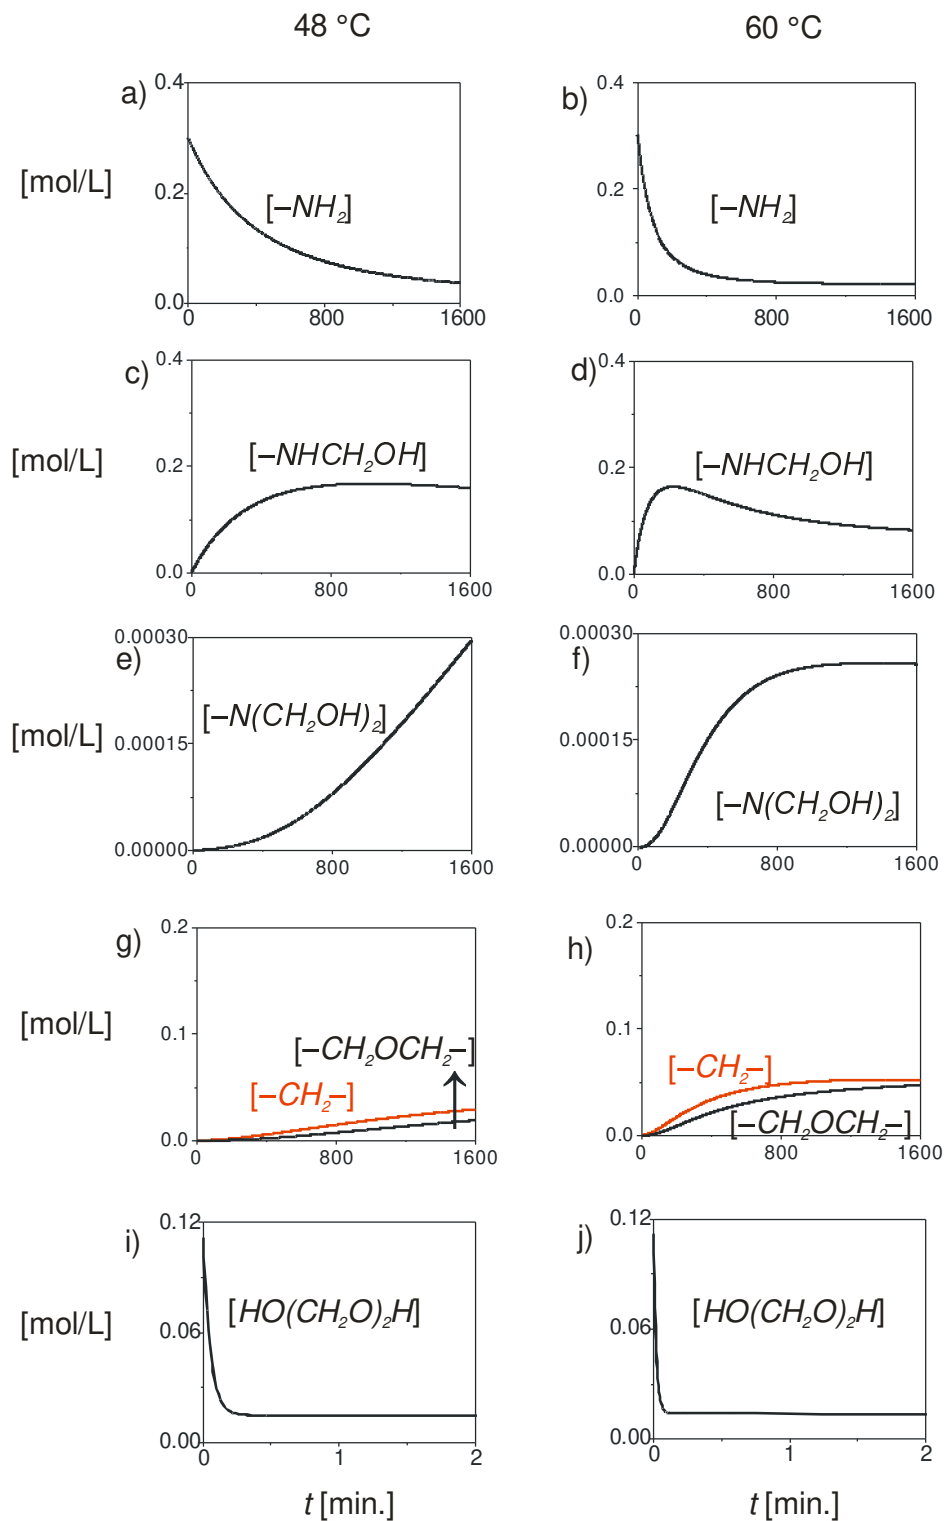 48 °C 60 °C
a) 0.4 b) 0.4
[mol/L] 0.2 [–NH₂] 0.2 [–NH₂]
0.0 0.0
0 800 1600 0 800 1600
c) 0.4 d) 0.4
[mol/L] 0.2 [–NHCH₂OH] 0.2 [–NHCH₂OH]
0.0 0.0
0 800 1600 0 800 1600
e) 0.00030 f) 0.00030
[mol/L] 0.00015 [–N(CH₂OH)₂] 0.00015 [–N(CH₂OH)₂]
0.00000 0.00000
0 800 1600 0 800 1600
g) 0.2 h) 0.2
[mol/L] 0.1 [–CH₂OCH₂–] 0.1 [–CH₂–]
[–CH₂–] [–CH₂OCH₂–]
0.0 0.0
0 800 1600 0 800 1600
i) 0.12 j) 0.12
[mol/L] 0.06 [HO(CH₂O)₂H] 0.06 [HO(CH₂O)₂H]
0.00 0.00
0 1 2 0 1 2
t [min.] t [min.]